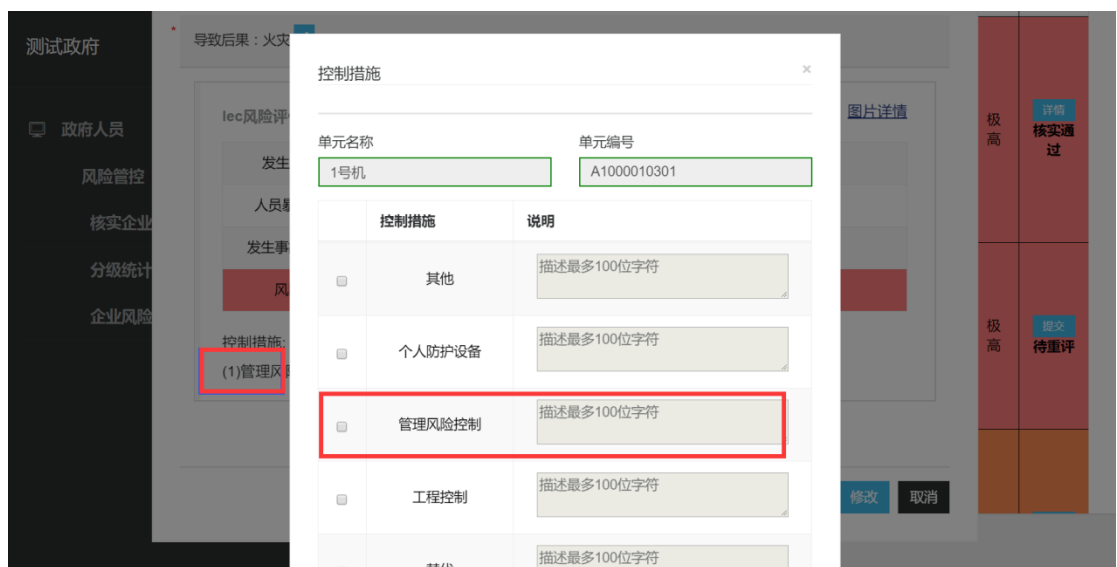 测试政府
政府人员
风险管控
核实企业
分级统计
企业风险
* 导致后果：火灾
lec风险评
图片详情
发生
人员暴
发生事
风
控制措施:
(1)管理风险
控制措施 ×
单元名称 单元编号
1号机 A1000010301
控制措施 说明
其他 描述最多100位字符
个人防护设备 描述最多100位字符
管理风险控制 描述最多100位字符
工程控制 描述最多100位字符
描述最多100位字符
修改 取消
极高
详情
核实通过
极高
提交
待重评